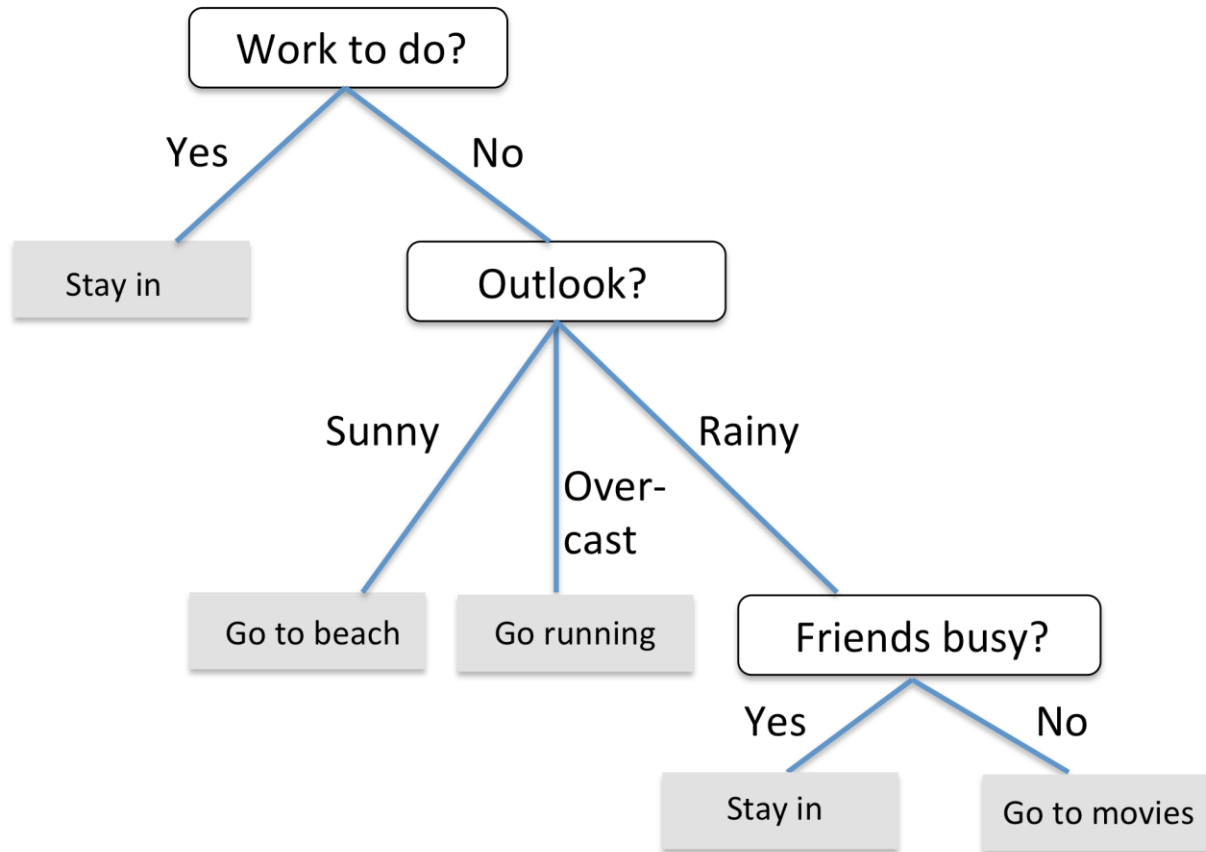 Work to do?
Yes
No
Stay in
Outlook?
Sunny
Rainy
Over-
cast
Go to beach
Go running
Friends busy?
Yes
No
Stay in
Go to movies